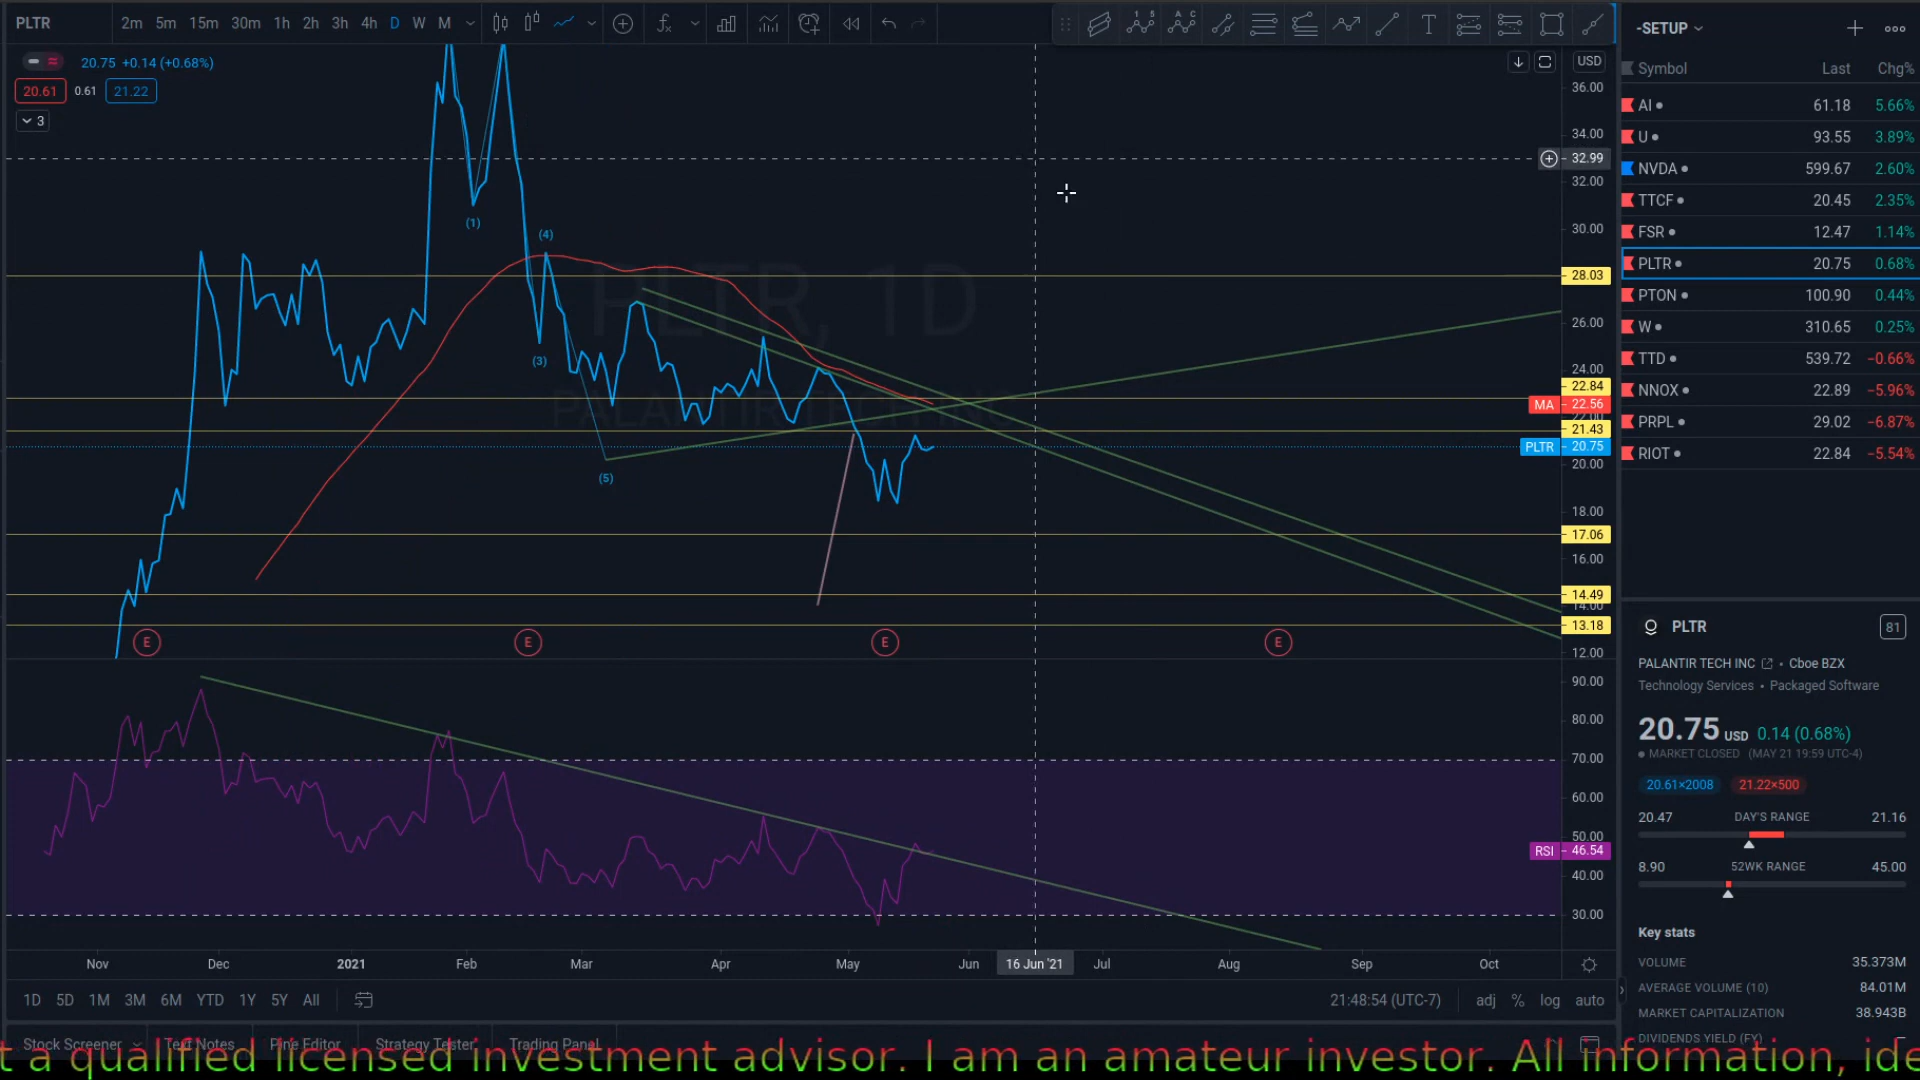 PLTR 2m 5m 15m 30m 1h 2h 3h 4h D W M
-SETUP
Symbol Last Chg%
20.75 +0.14 (+0.68%)
20.61 0.61 21.22
3
USD
36.00
34.00
32.99
32.00
30.00
28.03
26.00
24.00
22.84
MA 22.56
22.00
21.43
PLTR 20.75
20.00
18.00
17.06
16.00
14.49
14.00
13.18
12.00
(1)
(4)
(3)
(5)
PLTR, 1D
PALANTIR TECH INC
E E E E
90.00
80.00
70.00
60.00
50.00
RSI 46.54
40.00
30.00
Nov Dec 2021 Feb Mar Apr May Jun 16 Jun '21 Jul Aug Sep Oct
1D 5D 1M 3M 6M YTD 1Y 5Y All
21:48:54 (UTC-7) adj % log auto
Stock Screener Text Notes Pine Editor Strategy Tester Trading Panel
AI 61.18 5.66%
U 93.55 3.89%
NVDA 599.67 2.60%
TTCF 20.45 2.35%
FSR 12.47 1.14%
PLTR 20.75 0.68%
PTON 100.90 0.44%
W 310.65 0.25%
TTD 539.72 −0.66%
NNOX 22.89 −5.96%
PRPL 29.02 −6.87%
RIOT 22.84 −5.54%
PLTR 81
PALANTIR TECH INC • Cboe BZX
Technology Services • Packaged Software
20.75 USD 0.14 (0.68%)
MARKET CLOSED (MAY 21 19:59 UTC-4)
20.61×2008 21.22×500
20.47 DAY'S RANGE 21.16
8.90 52WK RANGE 45.00
Key stats
VOLUME 35.373M
AVERAGE VOLUME (10) 84.01M
MARKET CAPITALIZATION 38.943B
DIVIDENDS YIELD (FY) —
t a qualified licensed investment advisor. I am an amateur investor. All information, ide